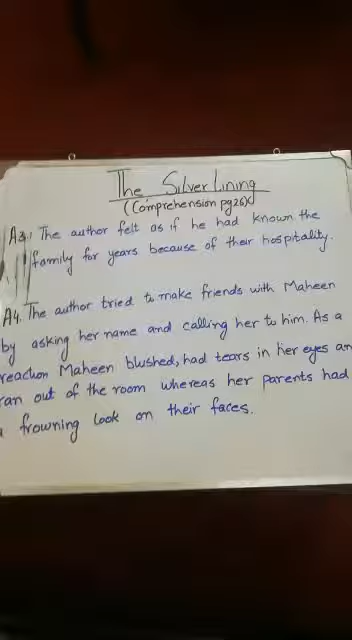 The Silver Lining
(Comprehension pg26)
A3. The author felt as if he had known the
family for years because of their hospitality.
A4. The author tried to make friends with Maheen
by asking her name and calling her to him. As a
reaction Maheen blushed, had tears in her eyes an
ran out of the room whereas her parents had
a frowning look on their faces.